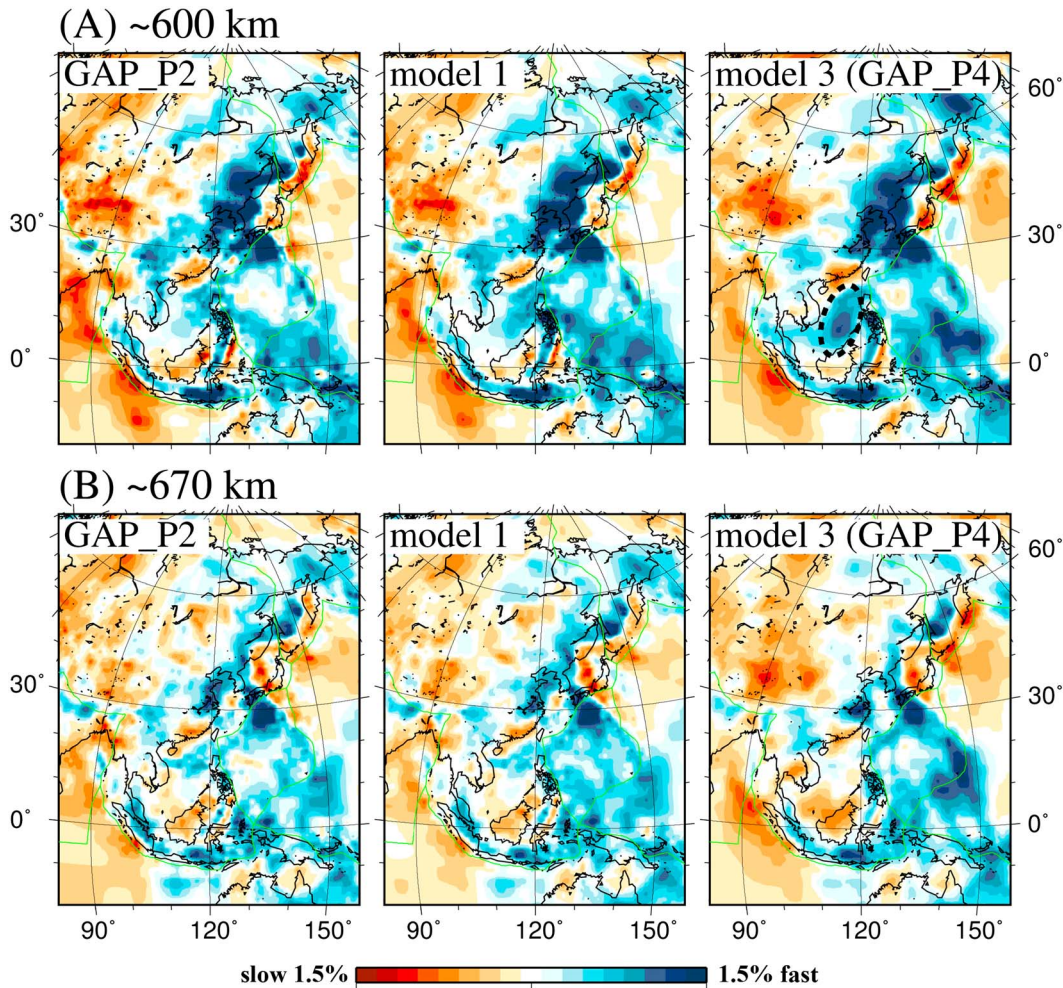 (A) ~600 km
GAP_P2 model 1 model 3 (GAP_P4)
60˚
30˚ 30˚
0˚ 0˚
(B) ~670 km
GAP_P2 model 1 model 3 (GAP_P4)
60˚
30˚ 30˚
0˚ 0˚
90˚ 120˚ 150˚ 90˚ 120˚ 150˚ 90˚ 120˚ 150˚
slow 1.5% 1.5% fast